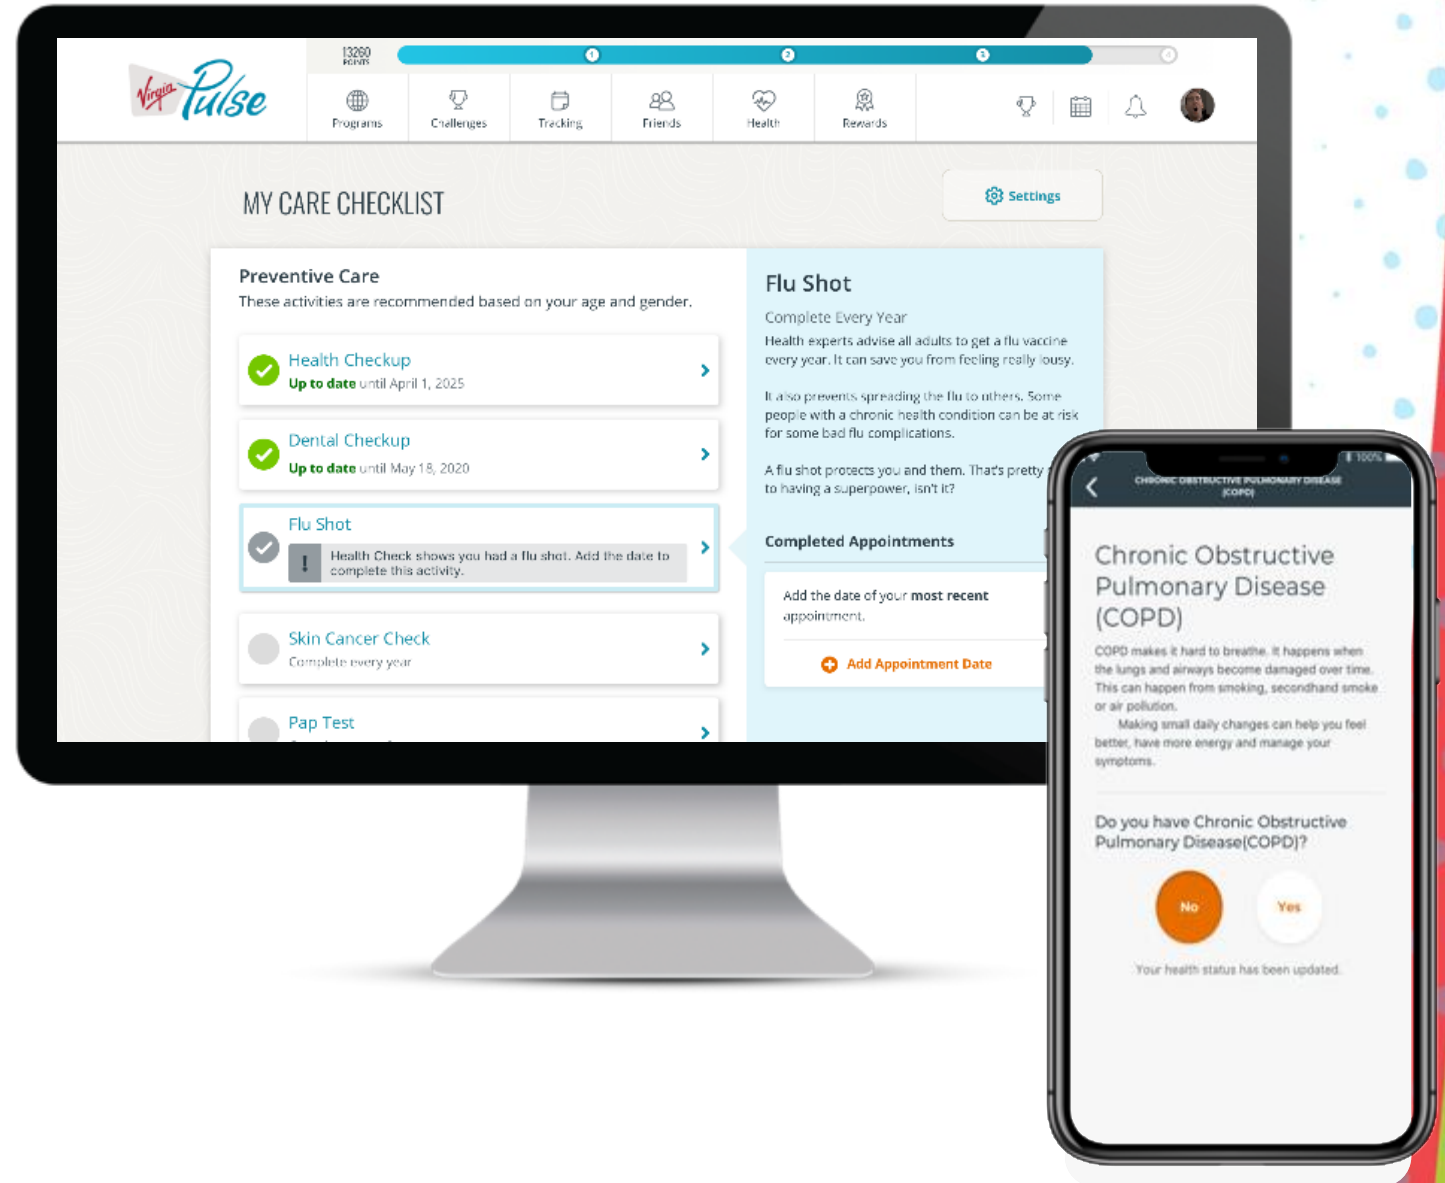 Virgin Pulse
13260
POINTS
1
2
3
4
Programs
Challenges
Tracking
Friends
Health
Rewards
MY CARE CHECKLIST
Settings
Preventive Care
These activities are recommended based on your age and gender.
Health Checkup
Up to date until April 1, 2025
Dental Checkup
Up to date until May 18, 2020
Flu Shot
! Health Check shows you had a flu shot. Add the date to
complete this activity.
Skin Cancer Check
Complete every year
Pap Test
Flu Shot
Complete Every Year
Health experts advise all adults to get a flu vaccine
every year. It can save you from feeling really lousy.
It also prevents spreading the flu to others. Some
people with a chronic health condition can be at risk
for some bad flu complications.
A flu shot protects you and them. That's pretty
to having a superpower, isn't it?
Completed Appointments
Add the date of your most recent
appointment.
Add Appointment Date
100%
CHRONIC OBSTRUCTIVE PULMONARY DISEASE
(COPD)
Chronic Obstructive
Pulmonary Disease
(COPD)
COPD makes it hard to breathe. It happens when
the lungs and airways become damaged over time.
This can happen from smoking, secondhand smoke
or air pollution.
Making small daily changes can help you feel
better, have more energy and manage your
symptoms.
Do you have Chronic Obstructive
Pulmonary Disease(COPD)?
No
Yes
Your health status has been updated.